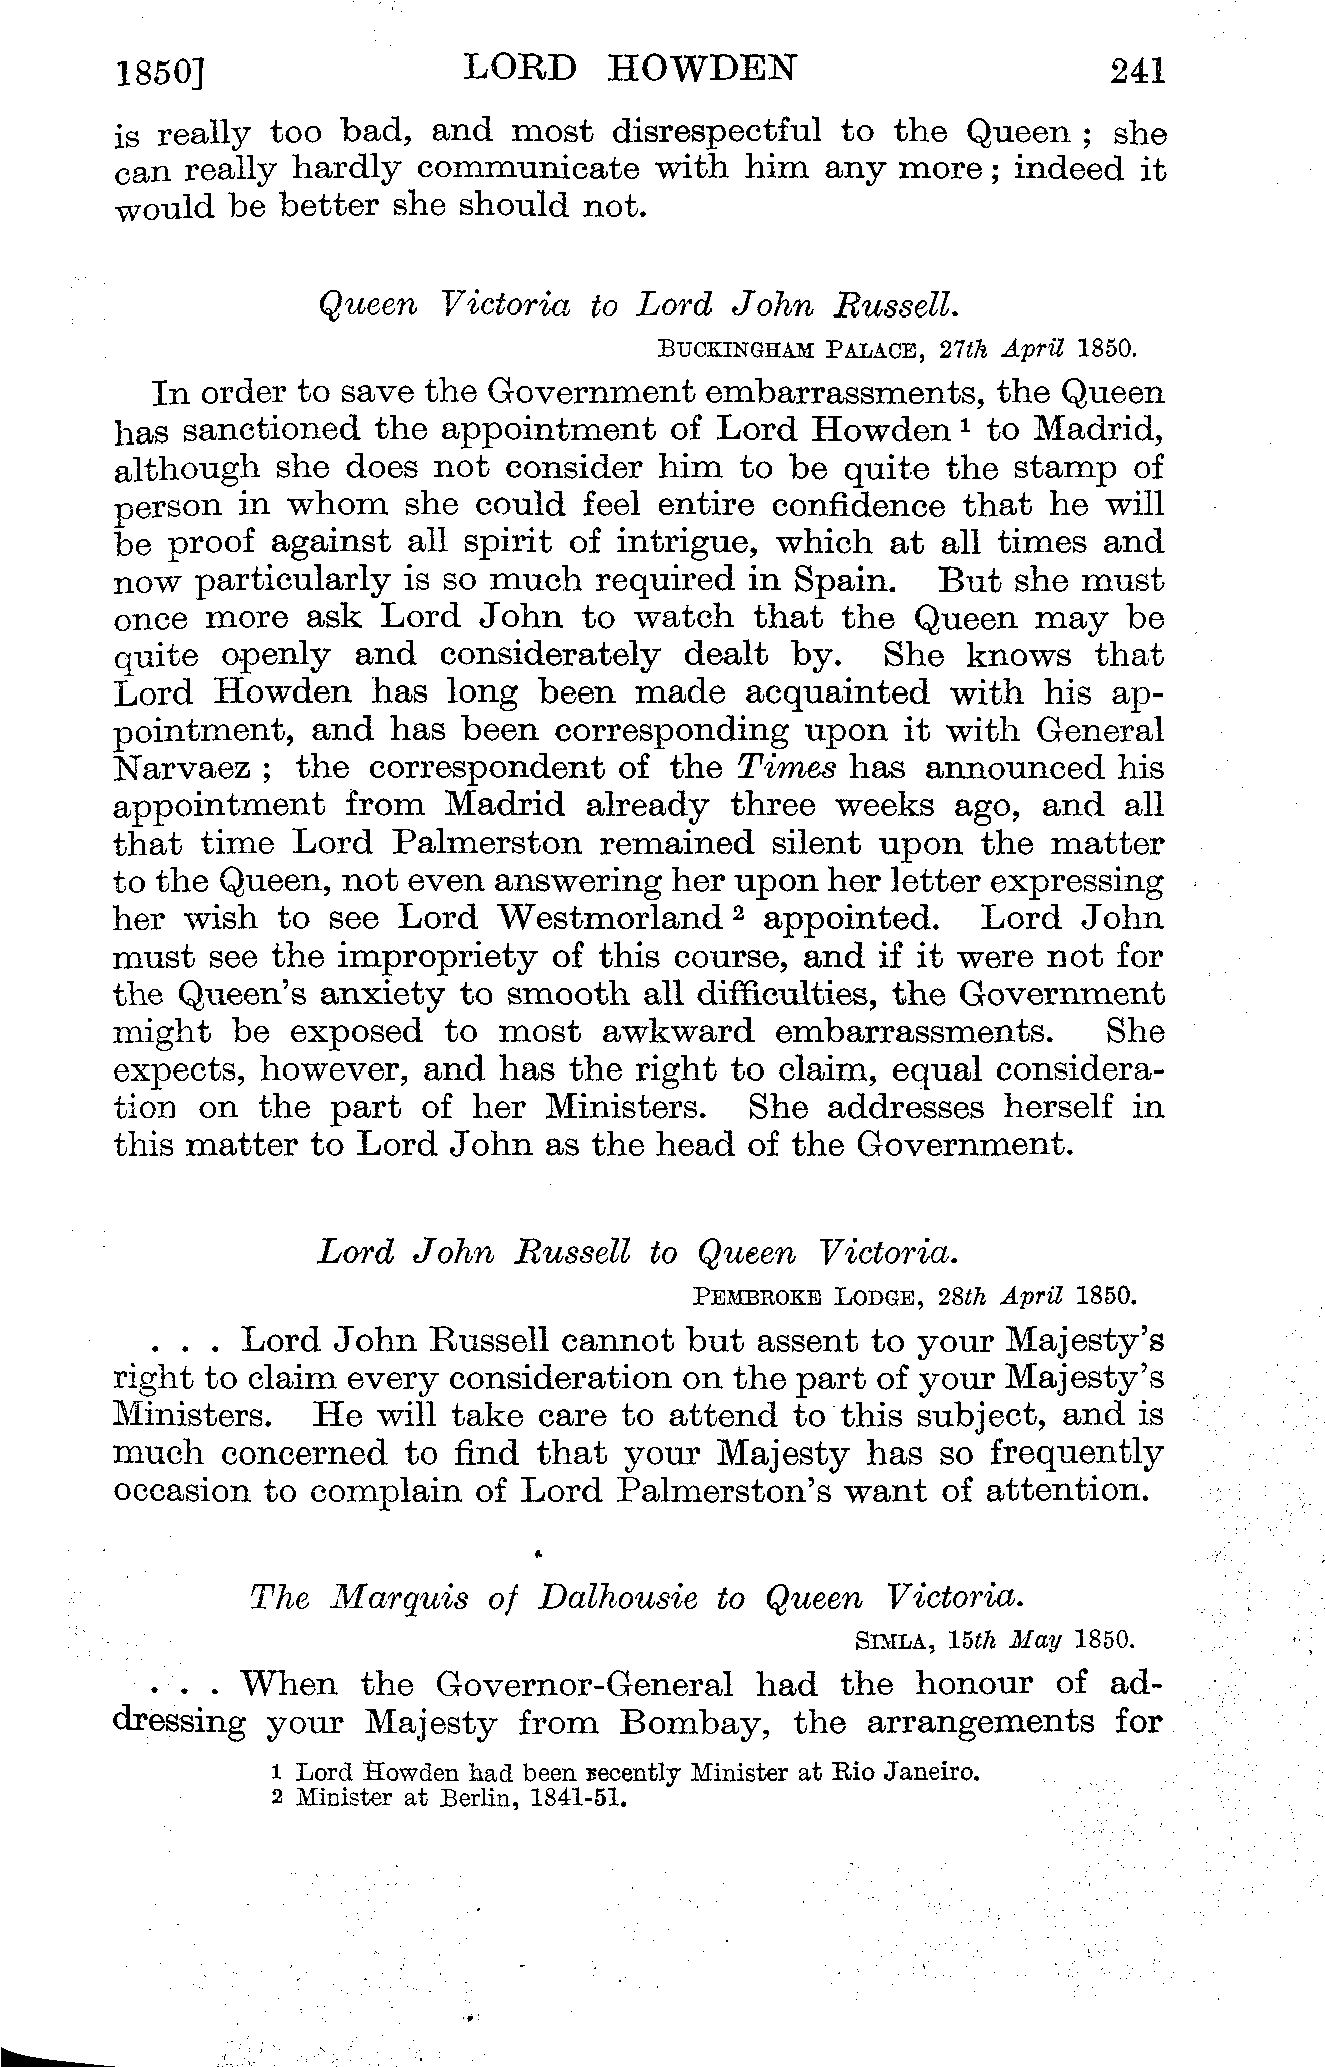 1850] LORD HOWDEN 241
is really too bad, and most disrespectful to the Queen ; she
can really hardly communicate with him any more ; indeed it
would be better she should not.
Queen Victoria to Lord John Russell.
BUCKINGHAM PALACE, 27th April 1850.
In order to save the Government embarrassments, the Queen
has sanctioned the appointment of Lord Howden 1 to Madrid,
although she does not consider him to be quite the stamp of
person in whom she could feel entire confidence that he will
be proof against all spirit of intrigue, which at all times and
now particularly is so much required in Spain. But she must
once more ask Lord John to watch that the Queen may be
quite openly and considerately dealt by. She knows that
Lord Howden has long been made acquainted with his ap-
pointment, and has been corresponding upon it with General
Narvaez ; the correspondent of the Times has announced his
appointment from Madrid already three weeks ago, and all
that time Lord Palmerston remained silent upon the matter
to the Queen, not even answering her upon her letter expressing
her wish to see Lord Westmorland 2 appointed. Lord John
must see the impropriety of this course, and if it were not for
the Queen's anxiety to smooth all difficulties, the Government
might be exposed to most awkward embarrassments. She
expects, however, and has the right to claim, equal considera-
tion on the part of her Ministers. She addresses herself in
this matter to Lord John as the head of the Government.
Lord John Russell to Queen Victoria.
PEMBROKE LODGE, 28th April 1850.
. . . Lord John Russell cannot but assent to your Majesty's
right to claim every consideration on the part of your Majesty's
Ministers. He will take care to attend to this subject, and is
much concerned to find that your Majesty has so frequently
occasion to complain of Lord Palmerston's want of attention.
The Marquis of Dalhousie to Queen Victoria.
SIMLA, 15th May 1850.
. . . When the Governor-General had the honour of ad-
dressing your Majesty from Bombay, the arrangements for
1 Lord Howden had been recently Minister at Rio Janeiro.
2 Minister at Berlin, 1841-51.